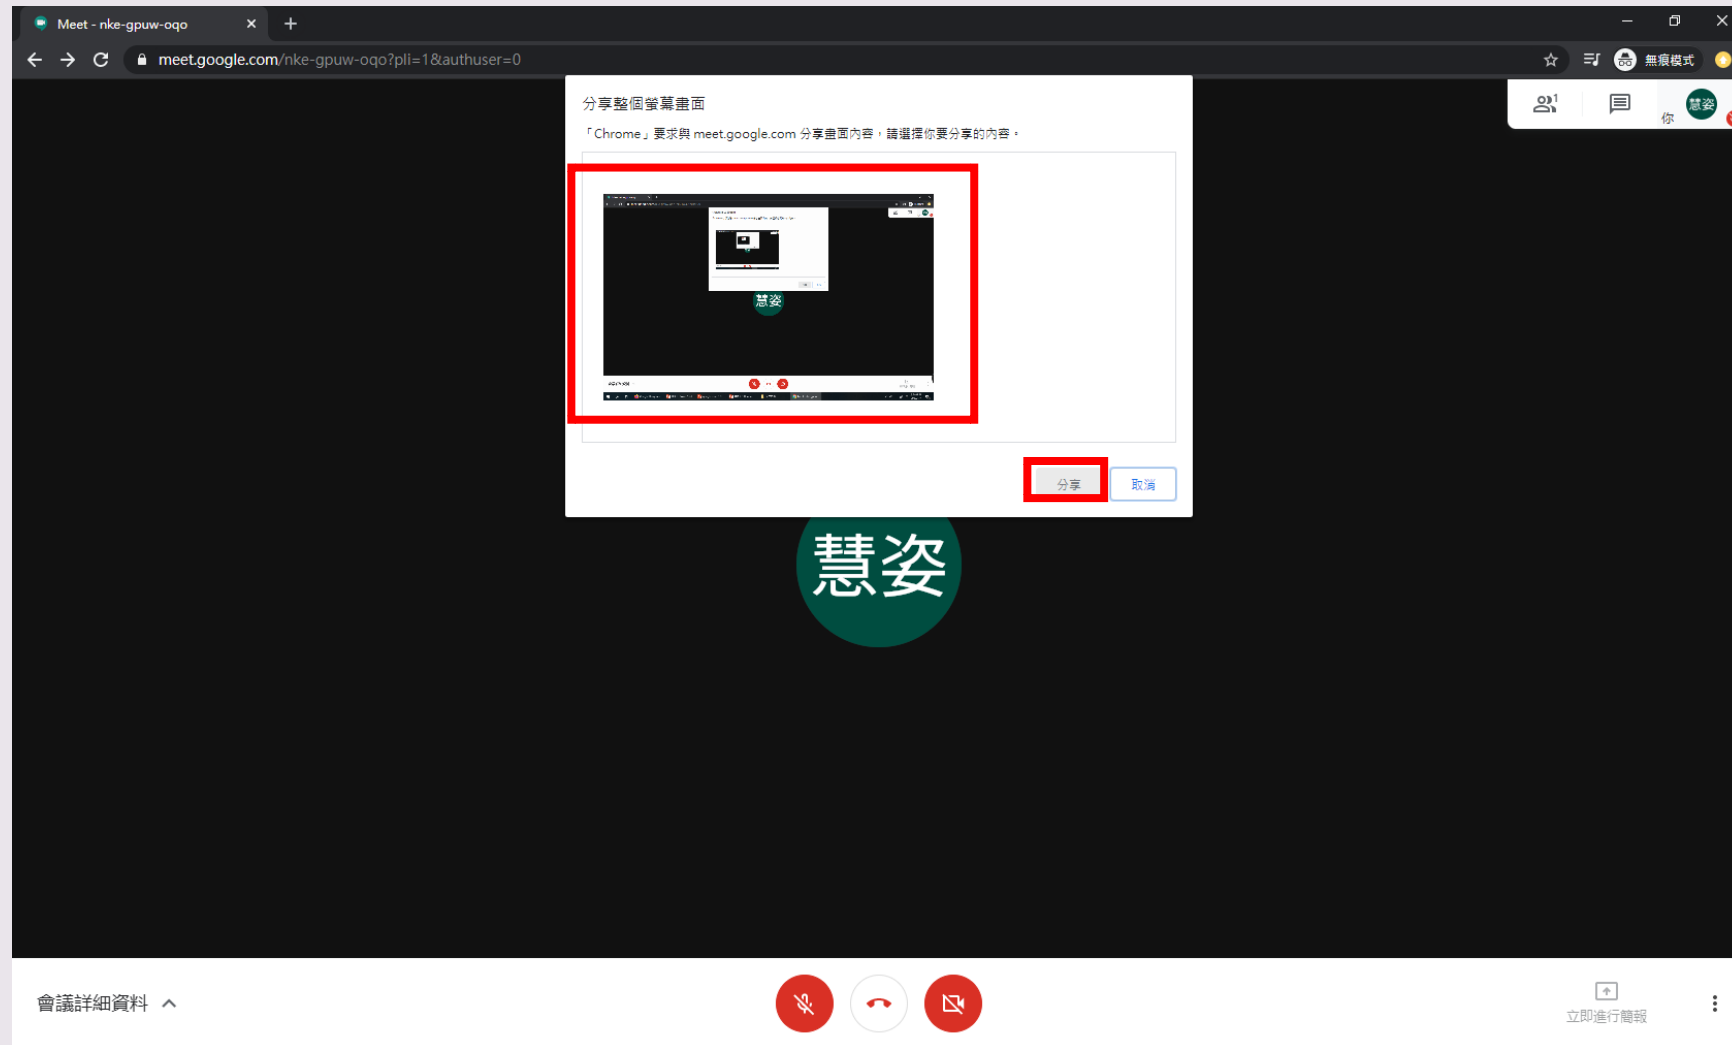 Meet - nke-gpuw-oqo
meet.google.com/nke-gpuw-oqo?pli=1&authuser=0
無痕模式
分享整個螢幕畫面
「Chrome」要求與 meet.google.com 分享畫面內容，請選擇你要分享的內容。
1
你
慧姿
慧姿
分享
取消
慧姿
會議詳細資料
立即進行簡報